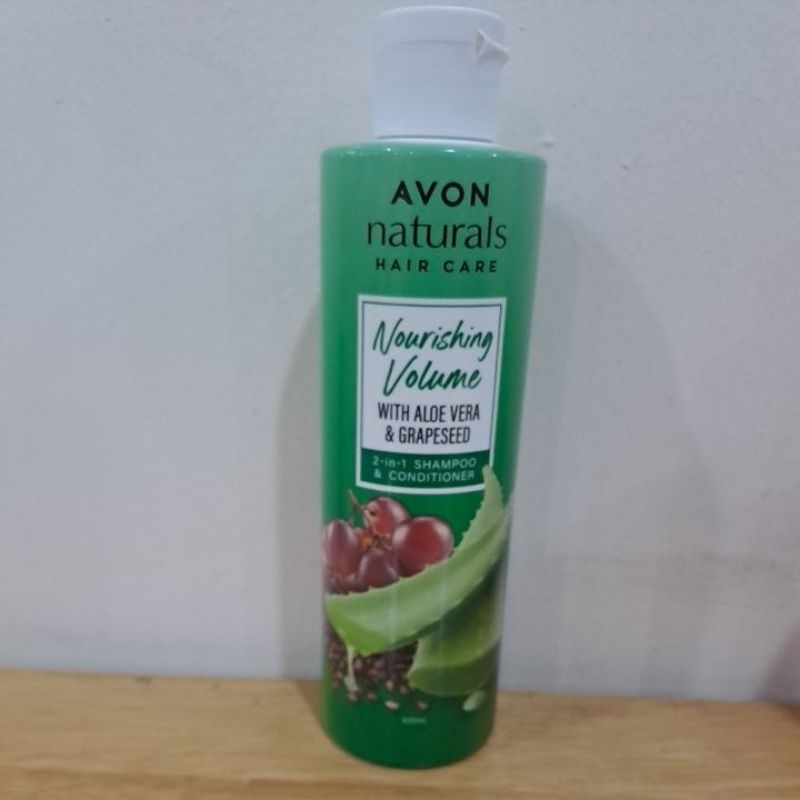 AVON
naturals
HAIR CARE
Nourishing
Volume
WITH ALOE VERA
& GRAPESEED
2-in-1 SHAMPOO
& CONDITIONER